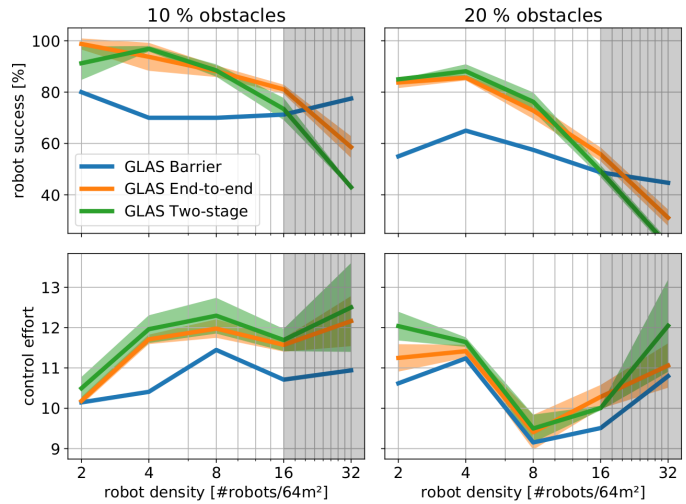 10 % obstacles
20 % obstacles
robot success [%]
100
80
60
40
GLAS Barrier
GLAS End-to-end
GLAS Two-stage
control effort
13
12
11
10
9
2 4 8 16 32
2 4 8 16 32
robot density [#robots/64m²]
robot density [#robots/64m²]